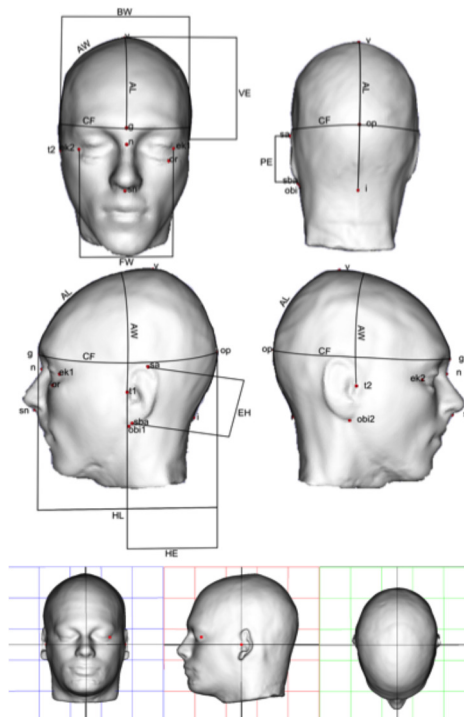 BW
v
AW
AL
VE
CF
g
t2
ek2
n
ek1
or
sn
FW
v
AL
sa
CF
op
PE
sba
obi
i
v
AL
AW
g
CF
op
n
ek1
or
sa
sn
t1
EH
sba
obi1
i
HL
HE
v
AL
AW
op
CF
g
n
ek2
t2
obi2